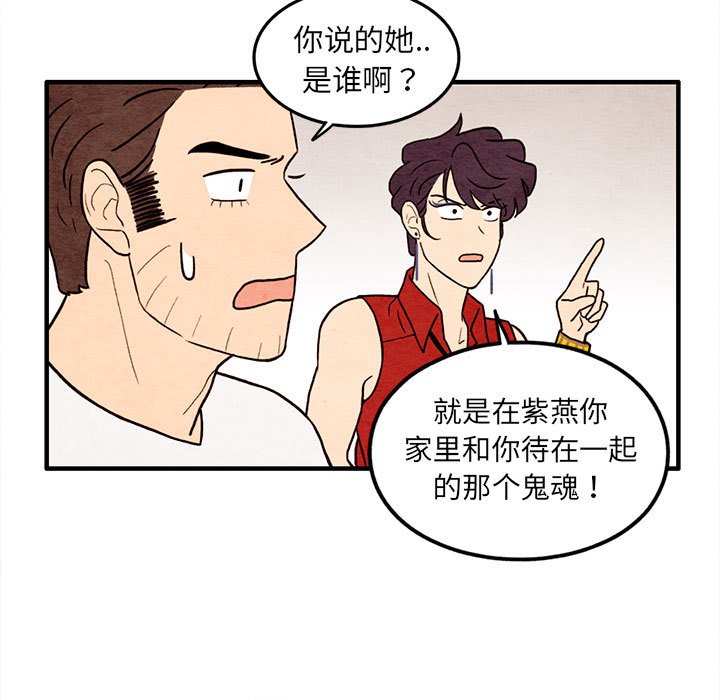 你说的她..
是谁啊？
就是在紫燕你
家里和你待在一起
的那个鬼魂！